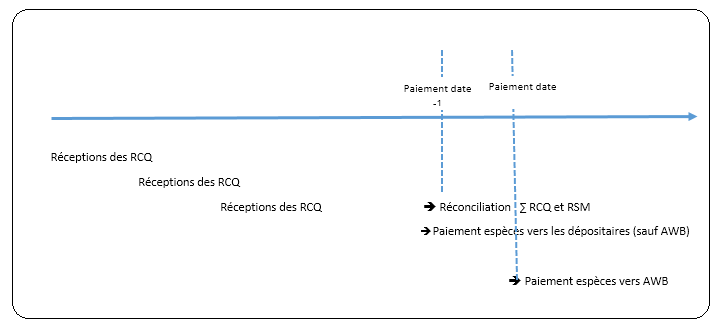 Paiement date
-1
Paiement date
Réceptions des RCQ
Réceptions des RCQ
Réceptions des RCQ
➔ Réconciliation ∑ RCQ et RSM
➔ Paiement espèces vers les dépositaires (sauf AWB)
➔ Paiement espèces vers AWB